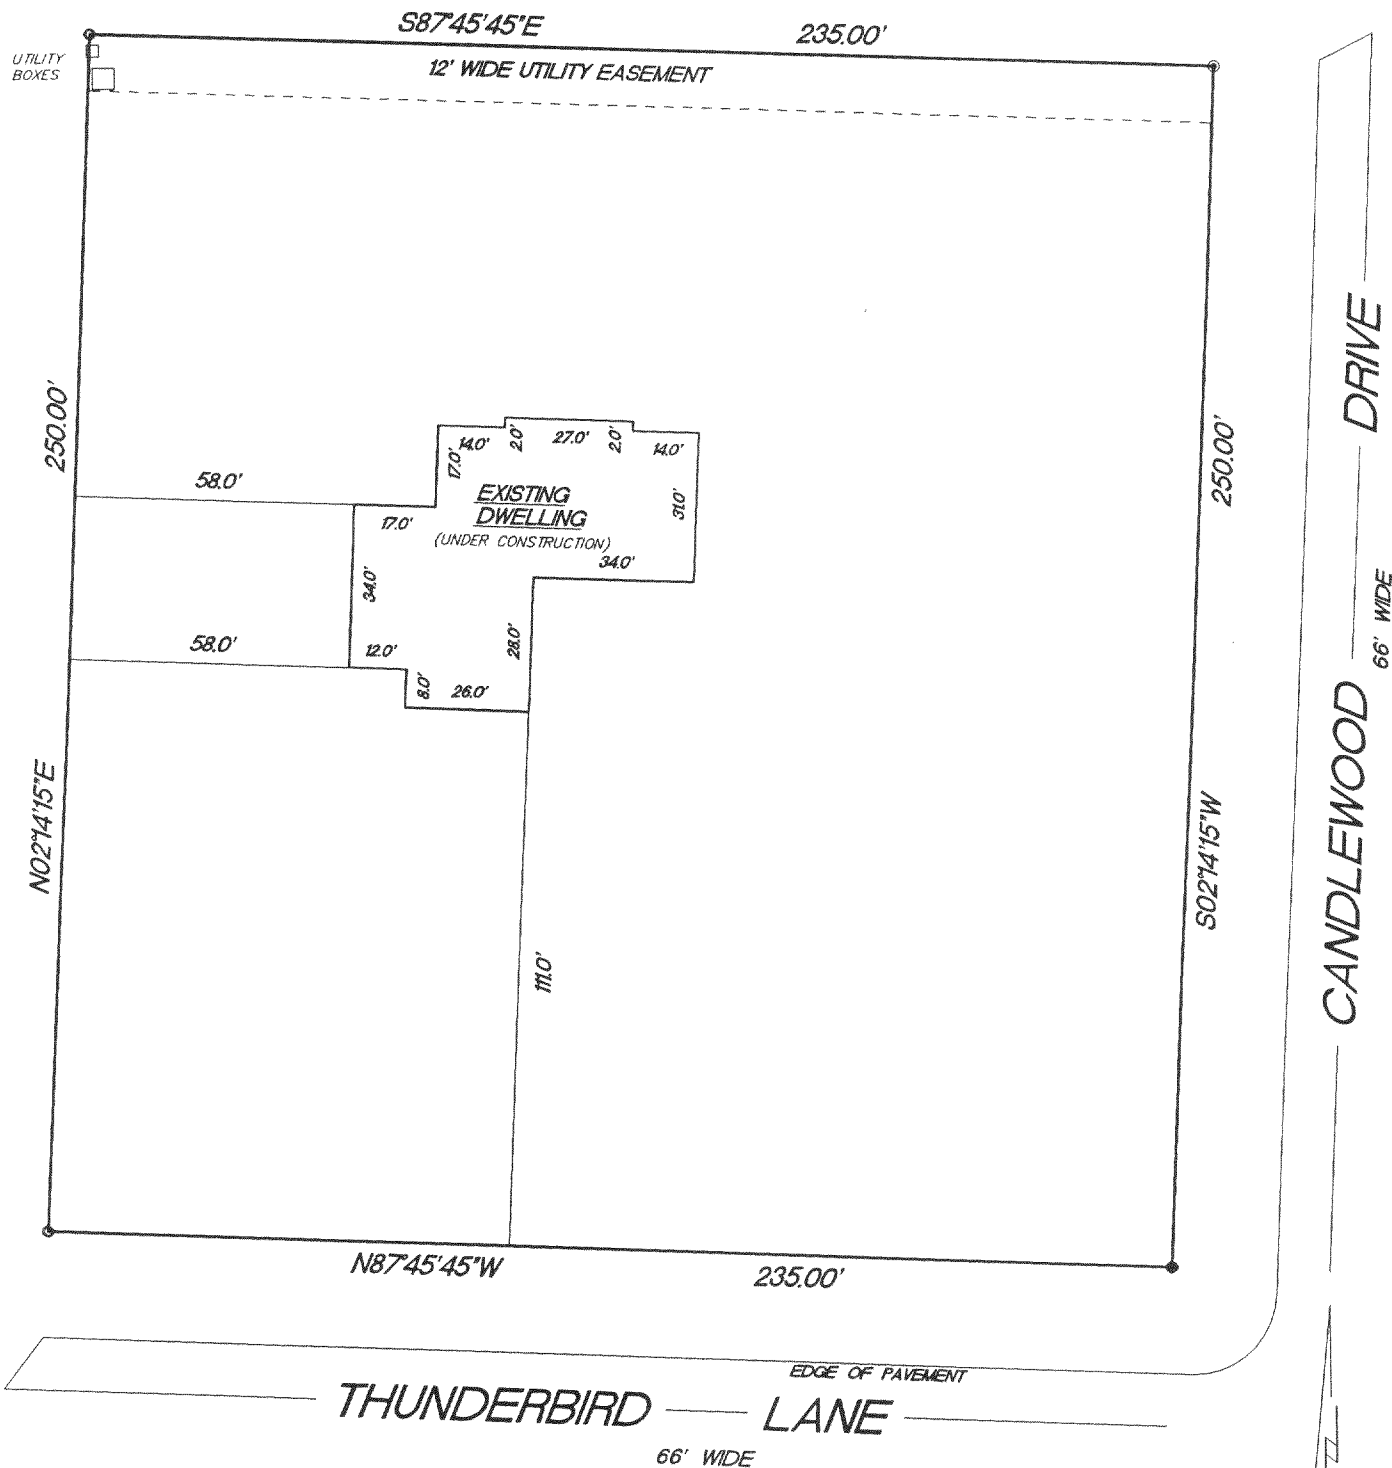 S87°45'45"E 235.00'
UTILITY
BOXES
12' WIDE UTILITY EASEMENT
250.00'
N02°14'15"E
58.0'
58.0'
14.0' 2.0' 27.0' 2.0' 14.0'
17.0'
31.0'
EXISTING
DWELLING
(UNDER CONSTRUCTION)
17.0'
34.0'
34.0'
28.0'
12.0'
8.0'
26.0'
111.0'
250.00'
S02°14'15"W
CANDLEWOOD DRIVE
66' WIDE
N87°45'45"W 235.00'
EDGE OF PAVEMENT
THUNDERBIRD LANE
66' WIDE